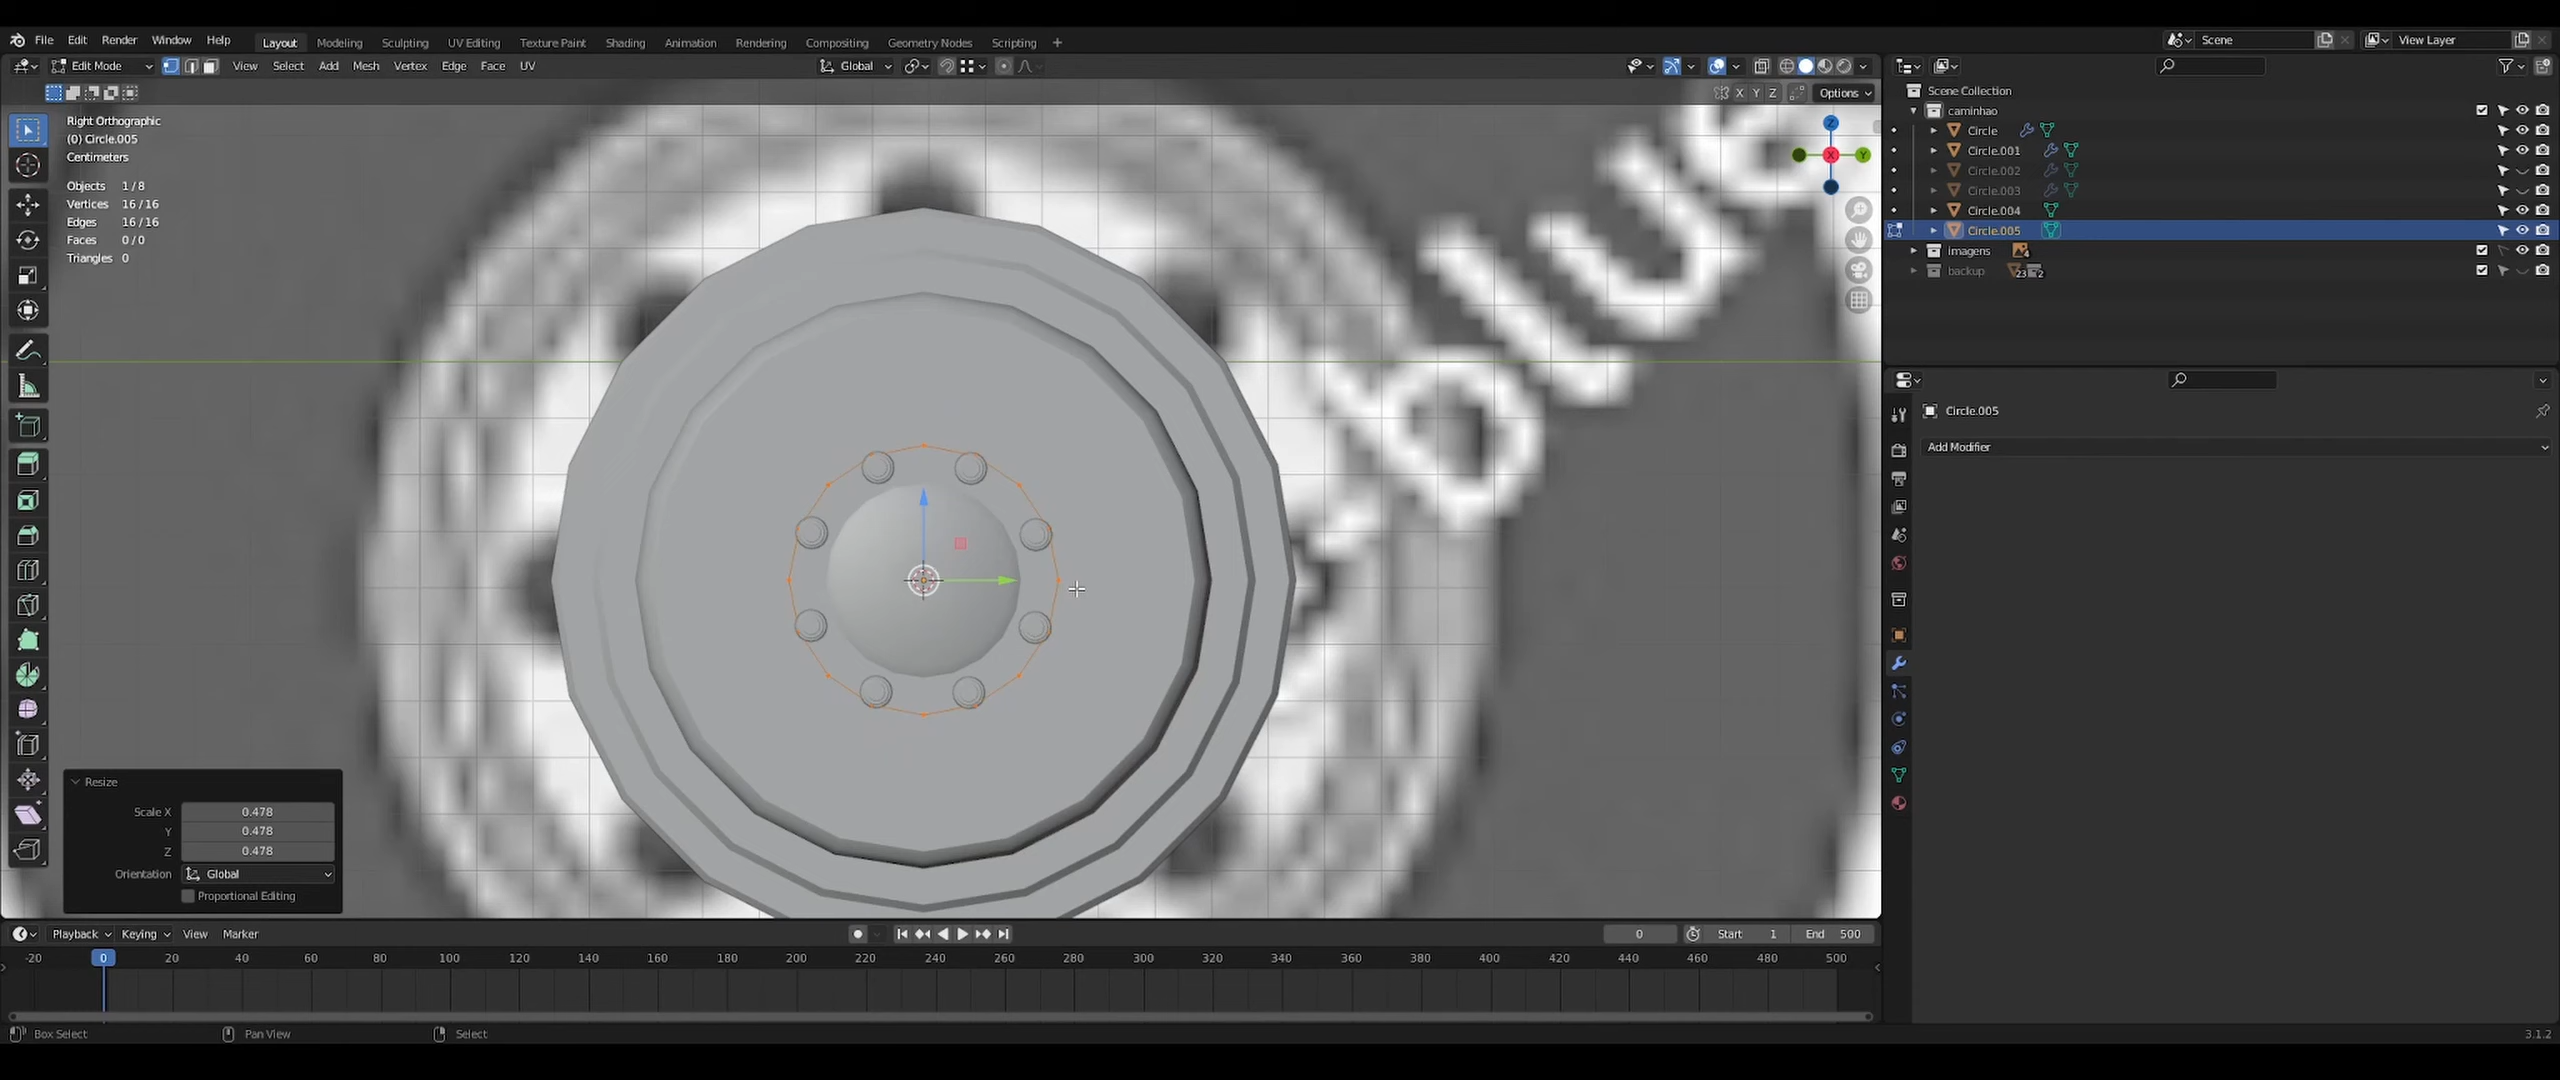 File Edit Render Window Help Layout Modeling Sculpting UV Editing Texture Paint Shading Animation Rendering Compositing Geometry Nodes Scripting + Scene View Layer
Edit Mode View Select Add Mesh Vertex Edge Face UV Global
X Y Z Options
Right Orthographic
(0) Circle.005
Centimeters
Objects 1 / 8
Vertices 16 / 16
Edges 16 / 16
Faces 0 / 0
Triangles 0
Z
X
Y
Scene Collection
caminhao
Circle
Circle.001
Circle.002
Circle.003
Circle.004
Circle.005
imagens 4
backup 23 2
Circle.005
Add Modifier
Resize
Scale X 0.478
Y 0.478
Z 0.478
Orientation Global
Proportional Editing
Playback Keying View Marker 0 Start 1 End 500
-20 0 20 40 60 80 100 120 140 160 180 200 220 240 260 280 300 320 340 360 380 400 420 440 460 480 500
Box Select Pan View Select 3.1.2